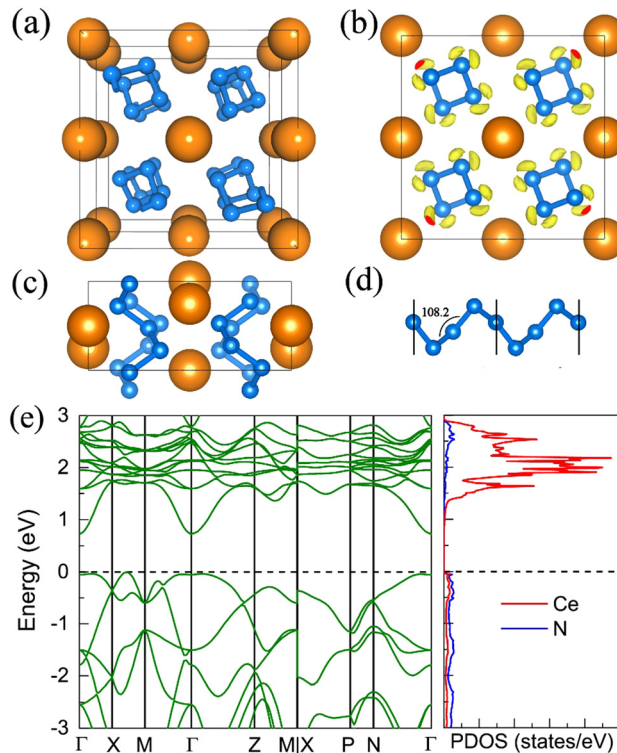 (a)
(b)
(c)
(d)
108.2
(e)
3
2
1
0
-1
-2
-3
Energy (eV)
Γ X M Γ Z M|X P N Γ
Ce
N
PDOS (states/eV)